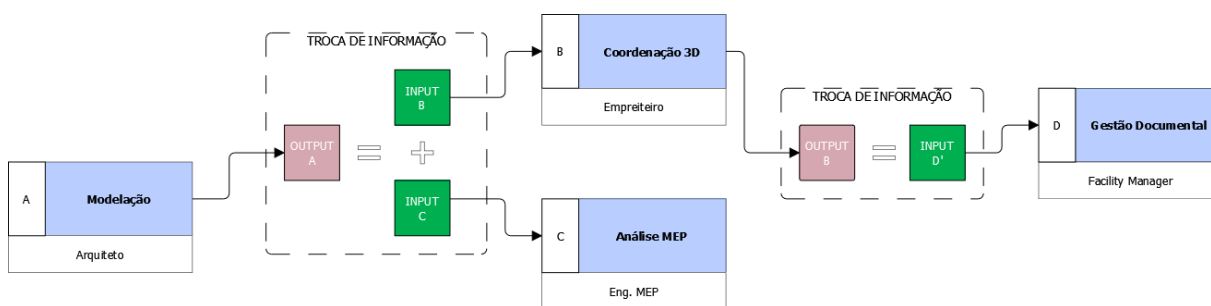 A
Modelação
Arquiteto
TROCA DE INFORMAÇÃO
OUTPUT
A
INPUT
B
INPUT
C
B
Coordenação 3D
Empreiteiro
C
Análise MEP
Eng. MEP
TROCA DE INFORMAÇÃO
OUTPUT
B
INPUT
D'
D
Gestão Documental
Facility Manager